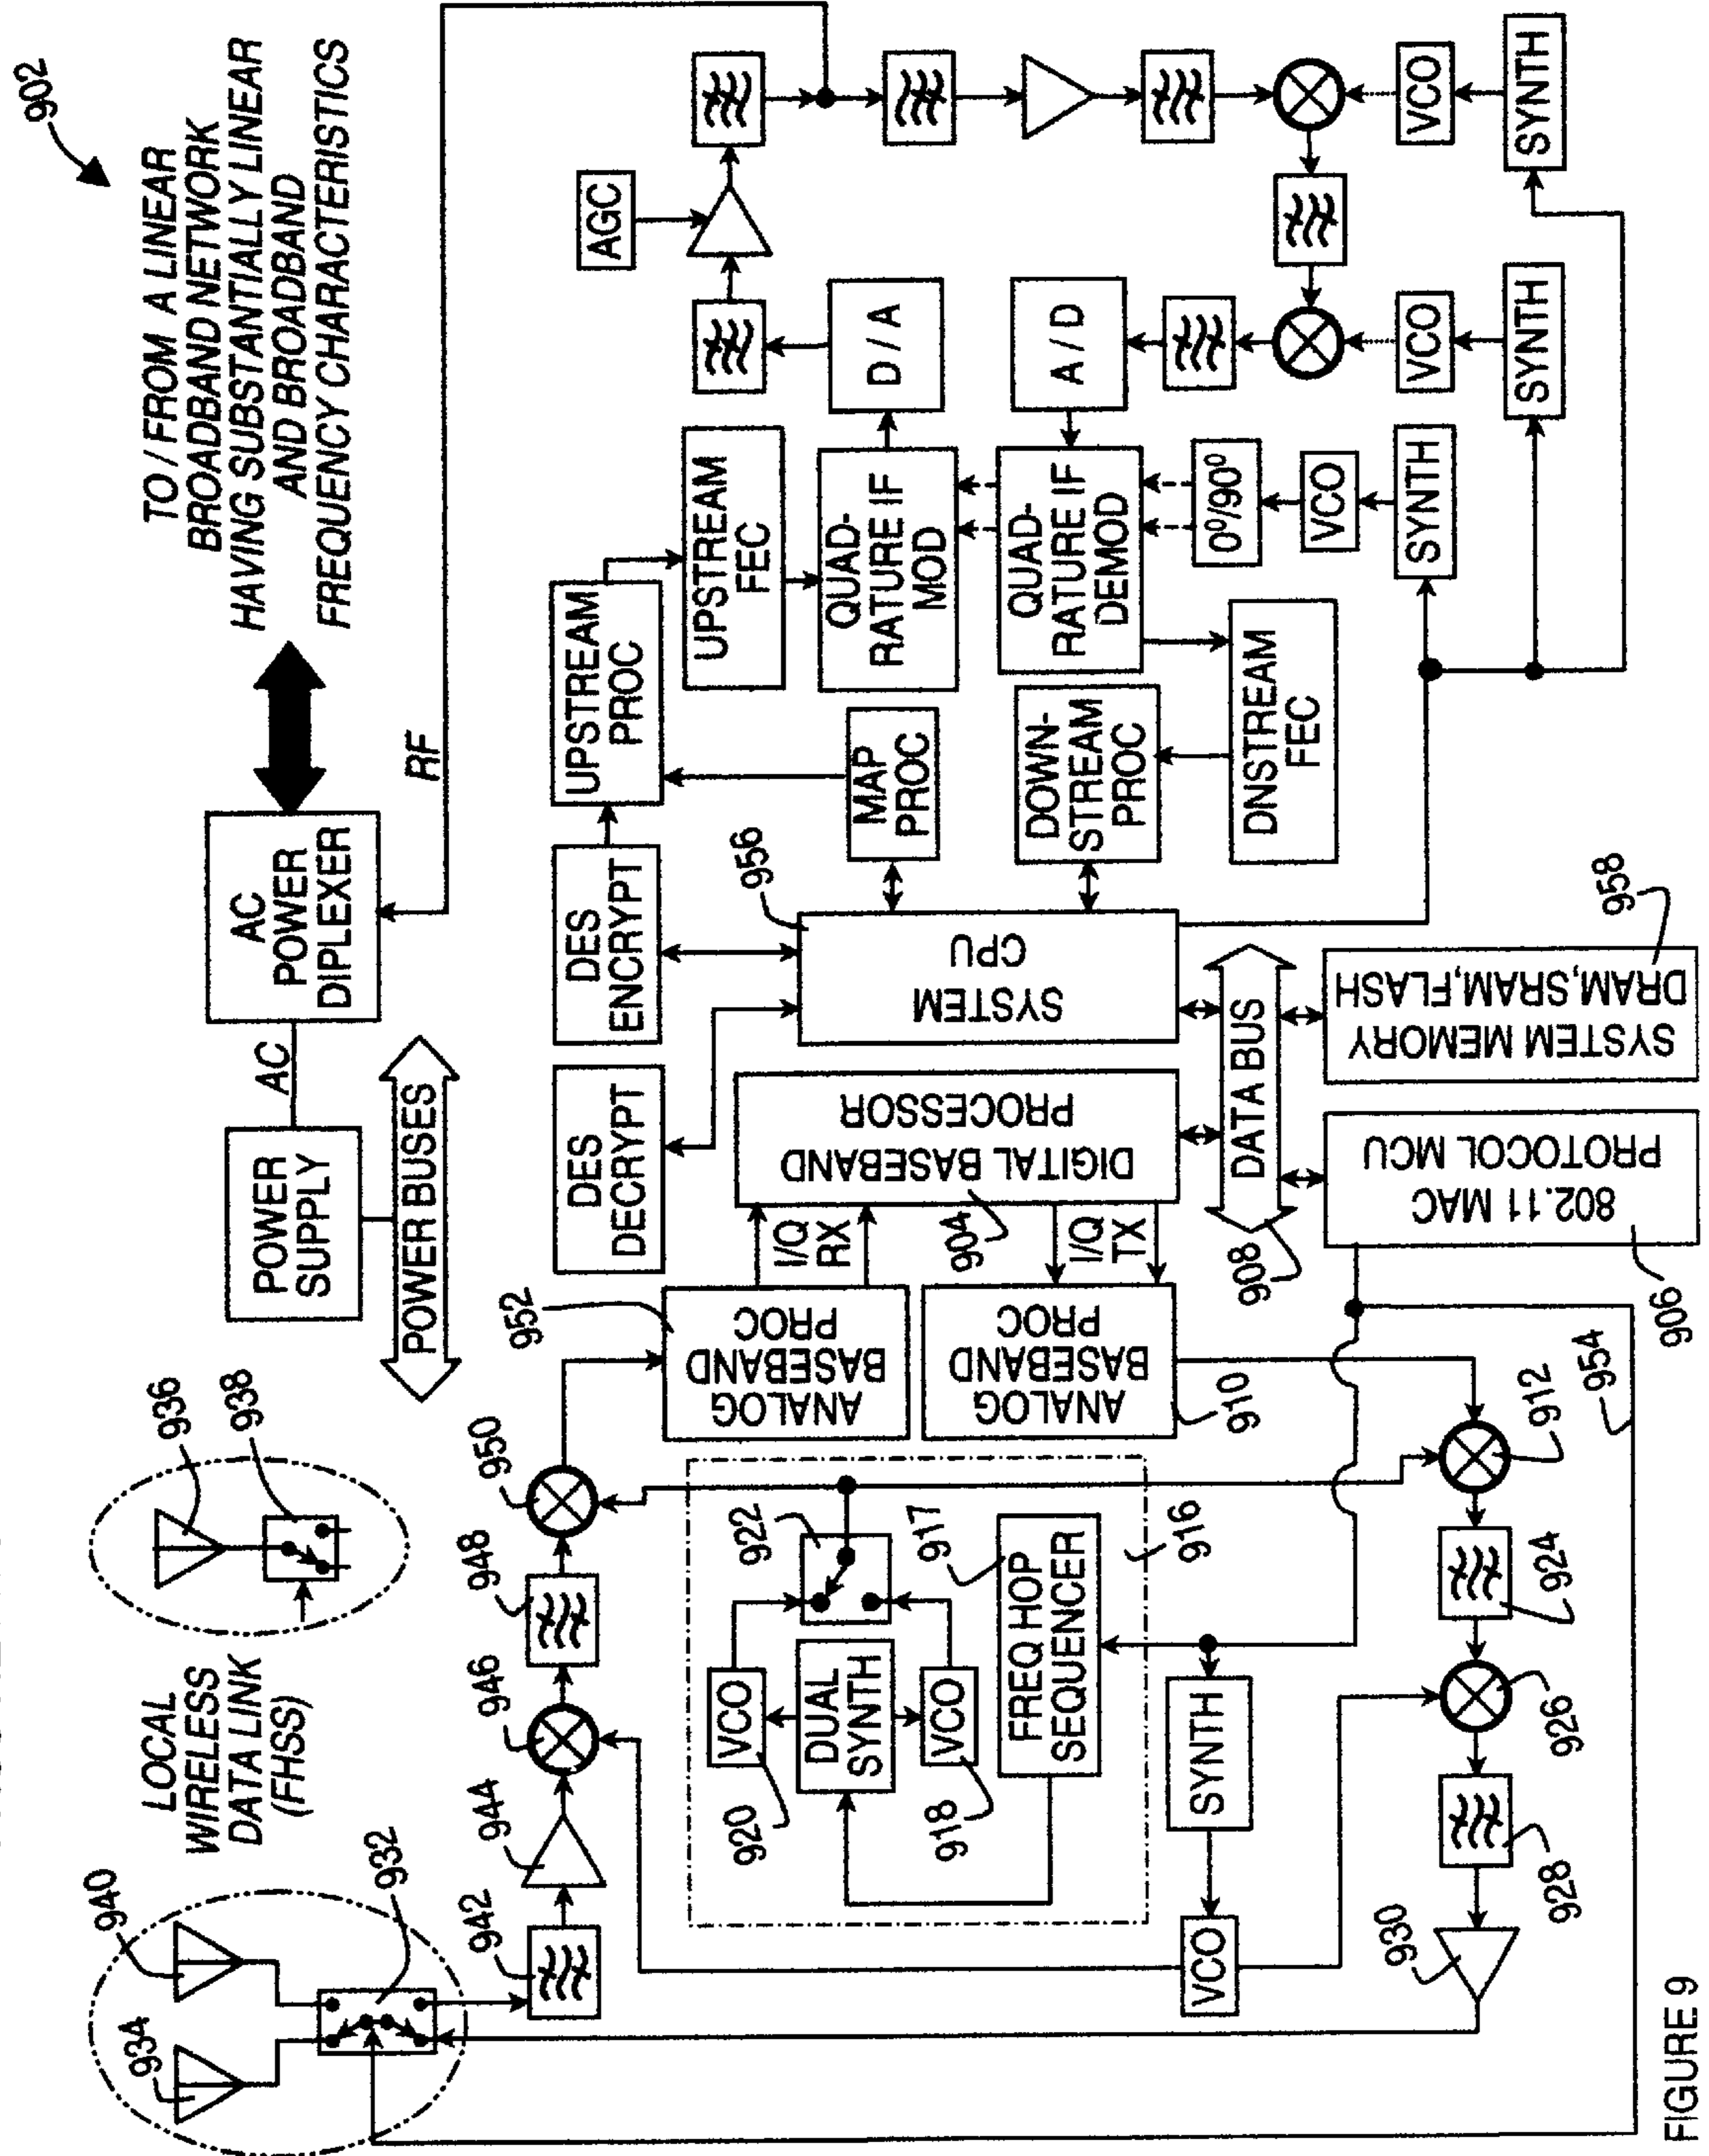 902
TO / FROM A LINEAR
BROADBAND NETWORK
HAVING SUBSTANTIALLY LINEAR
AND BROADBAND
FREQUENCY CHARACTERISTICS
LOCAL
WIRELESS
DATA LINK
(FHSS)
940
934
932
936
938
POWER
SUPPLY
AC
AC
POWER
DIPLEXER
POWER BUSES
RF
942
944
946
948
950
952
ANALOG
BASEBAND
PROC
I/Q
RX
DES
DECRYPT
DES
ENCRYPT
UPSTREAM
PROC
UPSTREAM
FEC
AGC
MAP
PROC
QUAD-
RATURE IF
MOD
D / A
956
SYSTEM
CPU
DIGITAL BASEBAND
PROCESSOR
904
I/Q
TX
ANALOG
BASEBAND
PROC
910
DOWN-
STREAM
PROC
QUAD-
RATURE IF
DEMOD
A / D
DNSTREAM
FEC
0⁰/90⁰
VCO
SYNTH
VCO
SYNTH
VCO
SYNTH
920
VCO
DUAL
SYNTH
VCO
918
922
917
FREQ HOP
SEQUENCER
916
SYNTH
VCO
DATA BUS
908
SYSTEM MEMORY
DRAM,SRAM,FLASH
958
802.11 MAC
PROTOCOL MCU
906
954
912
924
926
928
930
FIGURE 9